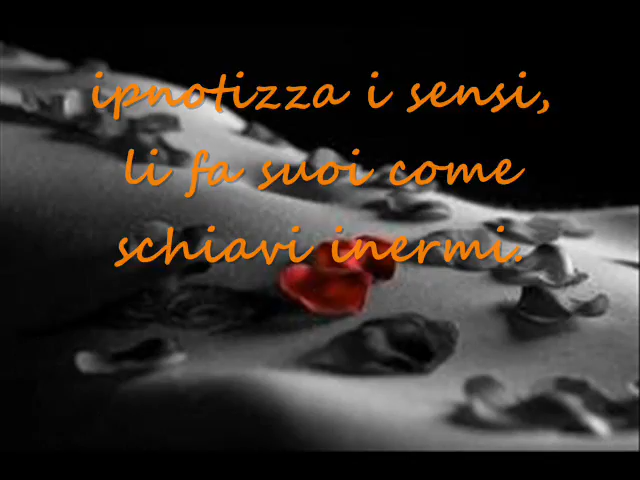 ipnotizza i sensi,
li fa suoi come
schiavi inermi.